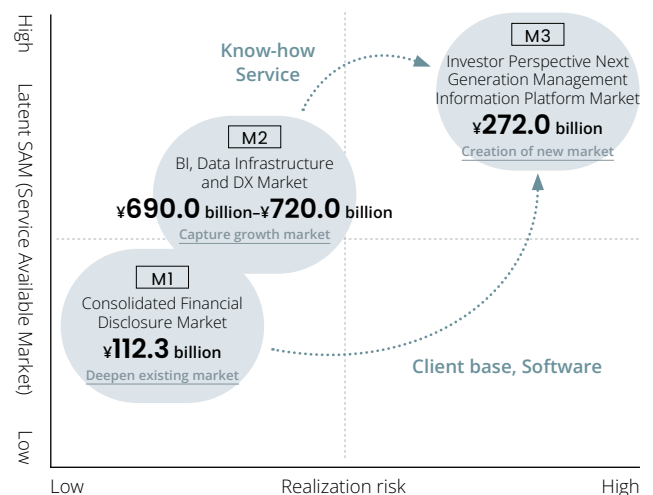 High
Latent SAM (Service Available Market)
Low
Know-how
Service
M3
Investor Perspective Next
Generation Management
Information Platform Market
¥272.0 billion
Creation of new market
M2
BI, Data Infrastructure
and DX Market
¥690.0 billion–¥720.0 billion
Capture growth market
M1
Consolidated Financial
Disclosure Market
¥112.3 billion
Deepen existing market
Client base, Software
Low
Realization risk
High